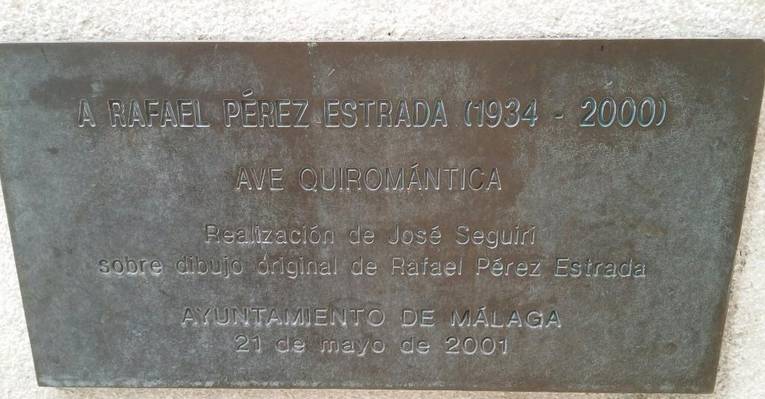 A RAFAEL PÉREZ ESTRADA (1934 - 2000)
AVE QUIROMÁNTICA
Realización de José Seguiri
sobre dibujo original de Rafael Pérez Estrada
AYUNTAMIENTO DE MÁLAGA
21 de mayo de 2001